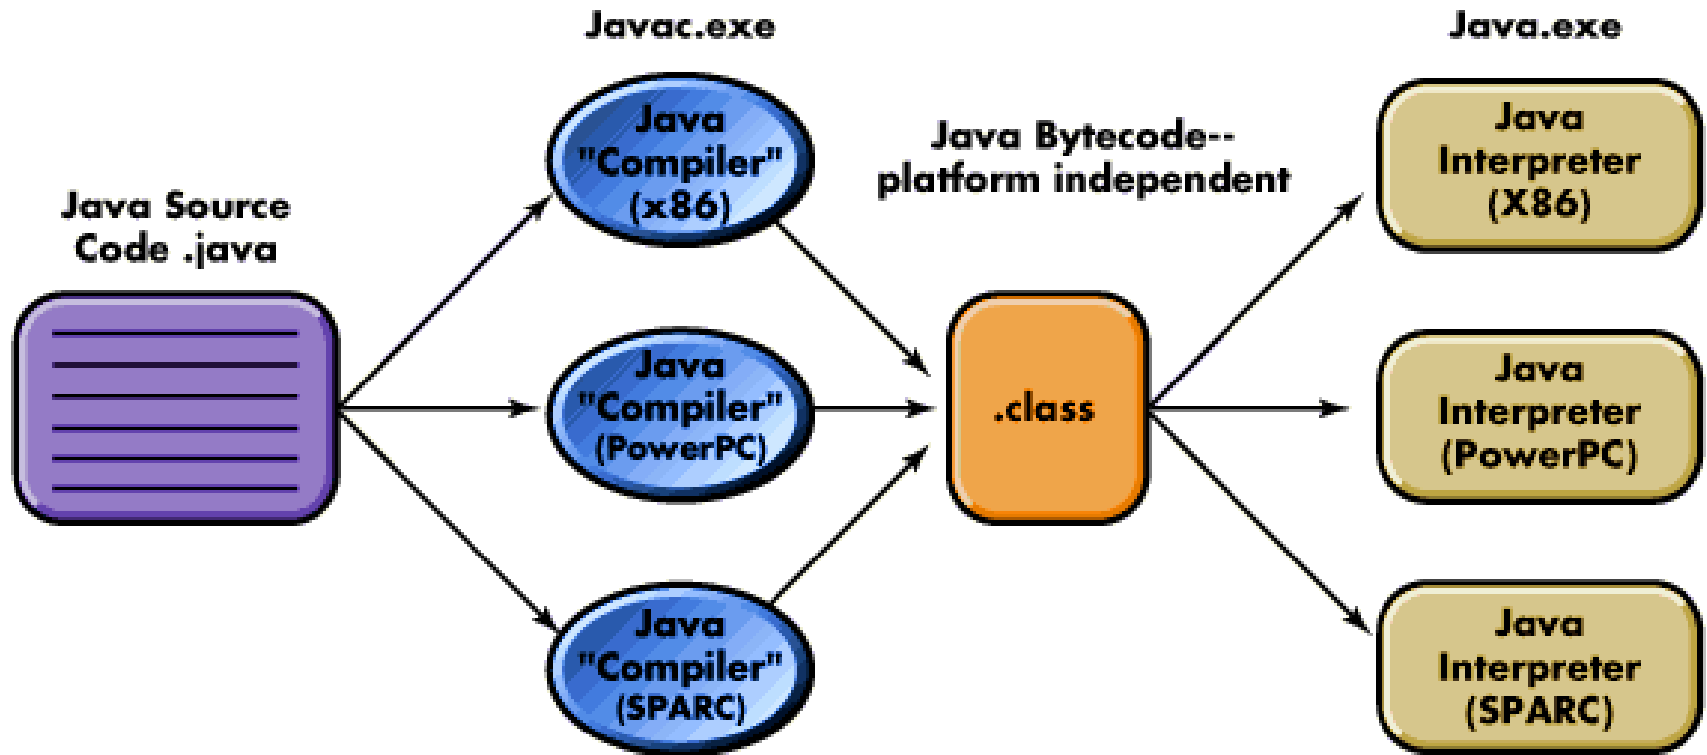 Javac.exe
Java.exe
Java Source
Code .java
Java
"Compiler"
(x86)
Java
"Compiler"
(PowerPC)
Java
"Compiler"
(SPARC)
Java Bytecode--
platform independent
.class
Java
Interpreter
(X86)
Java
Interpreter
(PowerPC)
Java
Interpreter
(SPARC)